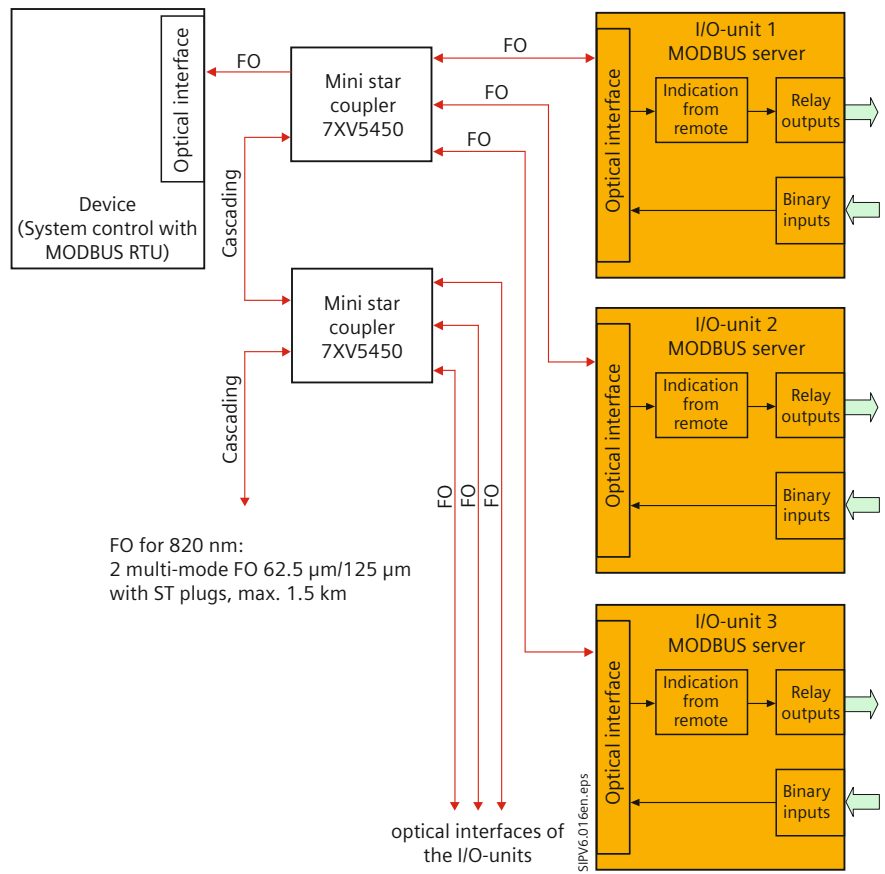 Optical interface
Device
(System control with
MODBUS RTU)
FO
Mini star
coupler
7XV5450
FO
FO
FO
Cascading
Mini star
coupler
7XV5450
Cascading
FO
FO
FO
FO for 820 nm:
2 multi-mode FO 62.5 µm/125 µm
with ST plugs, max. 1.5 km
optical interfaces of
the I/O-units
I/O-unit 1
MODBUS server
Optical interface
Indication
from
remote
Relay
outputs
Binary
inputs
I/O-unit 2
MODBUS server
Optical interface
Indication
from
remote
Relay
outputs
Binary
inputs
I/O-unit 3
MODBUS server
Optical interface
Indication
from
remote
Relay
outputs
Binary
inputs
SIPV6.016en.eps